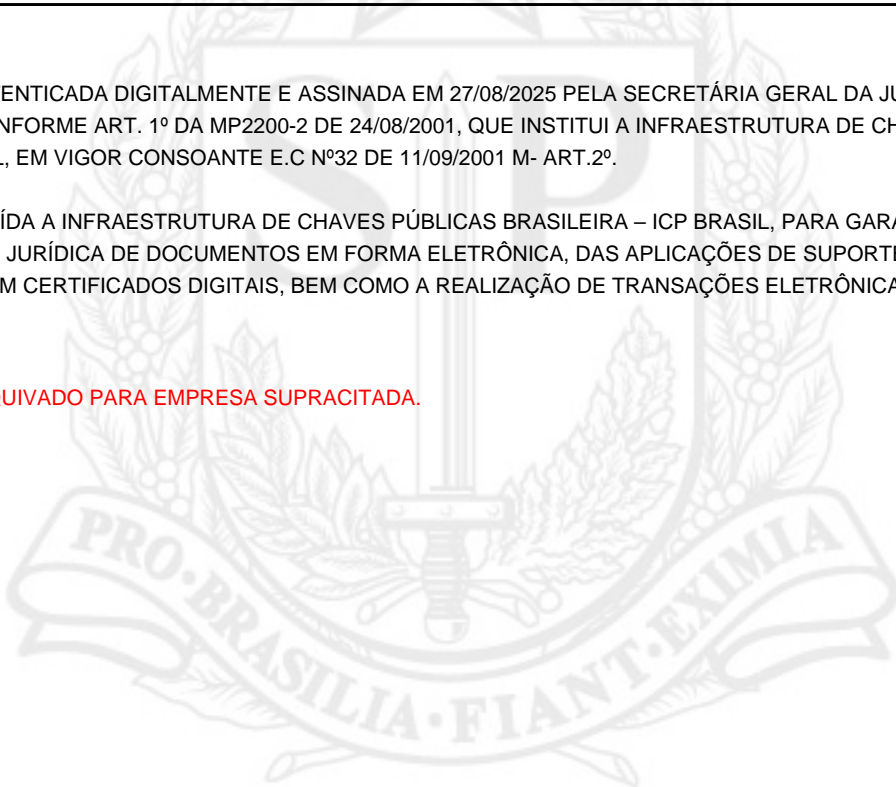 ENTICADA DIGITALMENTE E ASSINADA EM 27/08/2025 PELA SECRETÁRIA GERAL DA JU
NFORME ART. 1º DA MP2200-2 DE 24/08/2001, QUE INSTITUI A INFRAESTRUTURA DE CH
L, EM VIGOR CONSOANTE E.C Nº32 DE 11/09/2001 M- ART.2º.
ÍDA A INFRAESTRUTURA DE CHAVES PÚBLICAS BRASILEIRA – ICP BRASIL, PARA GARA
JURÍDICA DE DOCUMENTOS EM FORMA ELETRÔNICA, DAS APLICAÇÕES DE SUPORTE
M CERTIFICADOS DIGITAIS, BEM COMO A REALIZAÇÃO DE TRANSAÇÕES ELETRÔNICA
UIVADO PARA EMPRESA SUPRACITADA.
SP
PRO·BRASILIA·FIANT·EXIMIA